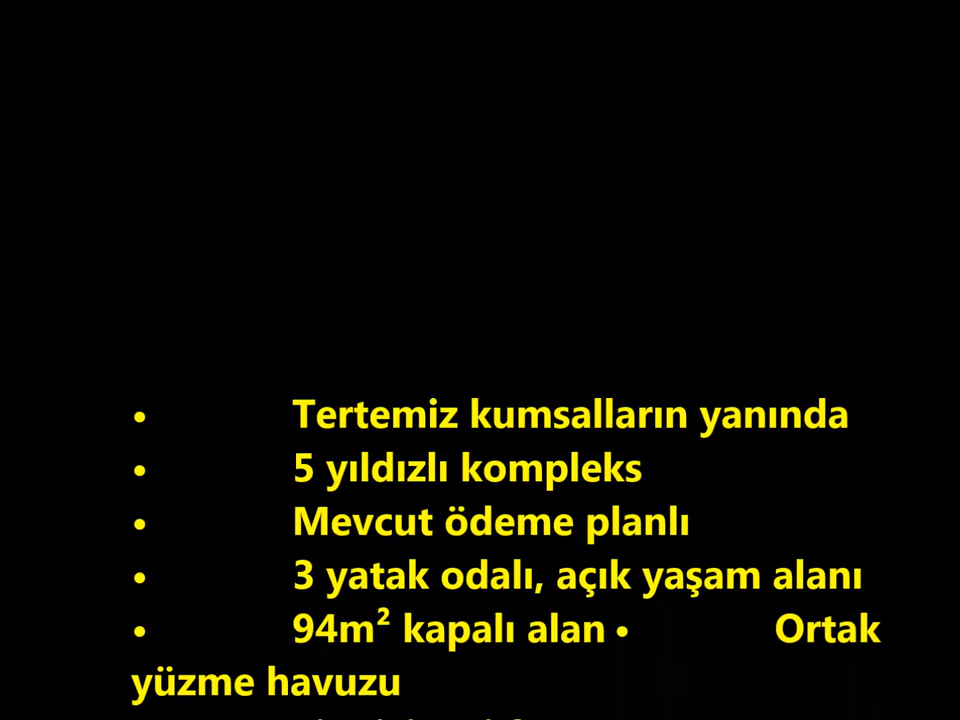 • Tertemiz kumsalların yanında
• 5 yıldızlı kompleks
• Mevcut ödeme planlı
• 3 yatak odalı, açık yaşam alanı
• 94m² kapalı alan • Ortak
yüzme havuzu